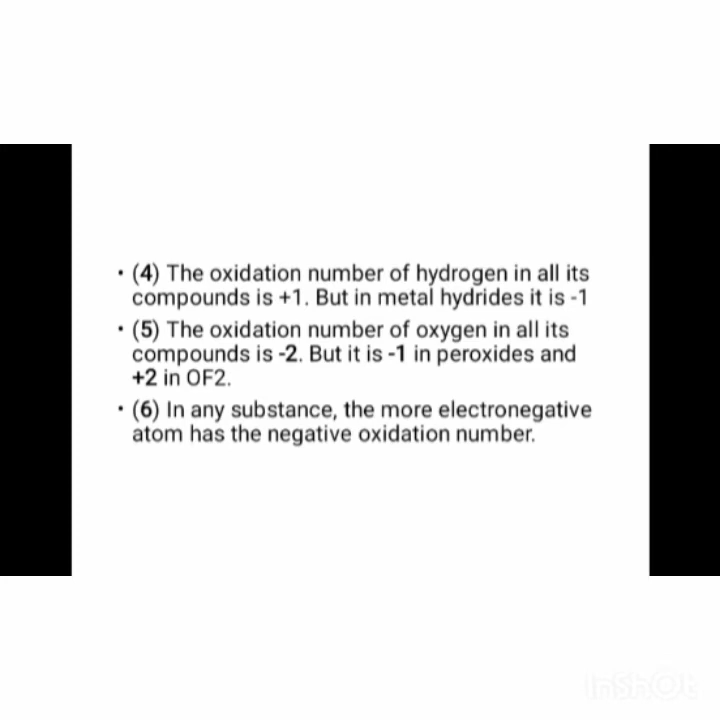 • (4) The oxidation number of hydrogen in all its
compounds is +1. But in metal hydrides it is -1
• (5) The oxidation number of oxygen in all its
compounds is -2. But it is -1 in peroxides and
+2 in OF2.
• (6) In any substance, the more electronegative
atom has the negative oxidation number.
InShOt